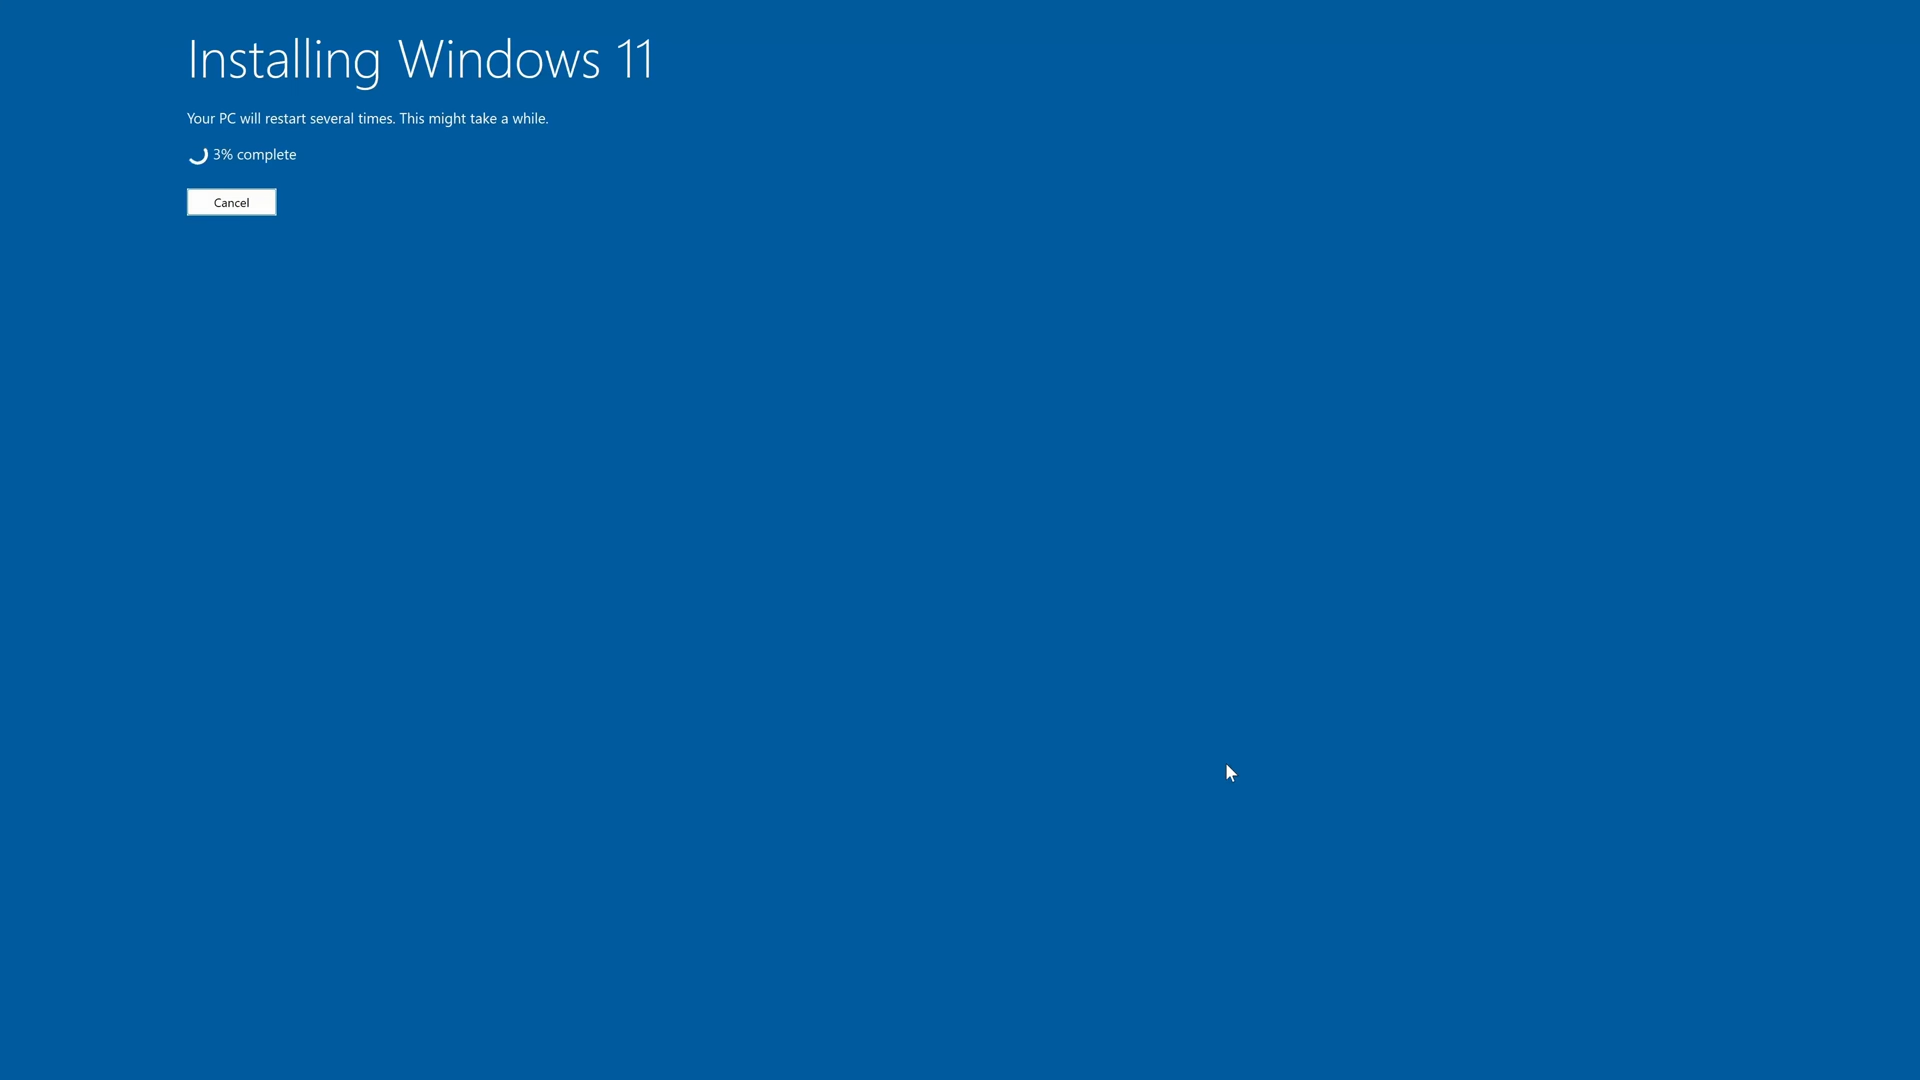 Installing Windows 11
Your PC will restart several times. This might take a while.
3% complete
Cancel